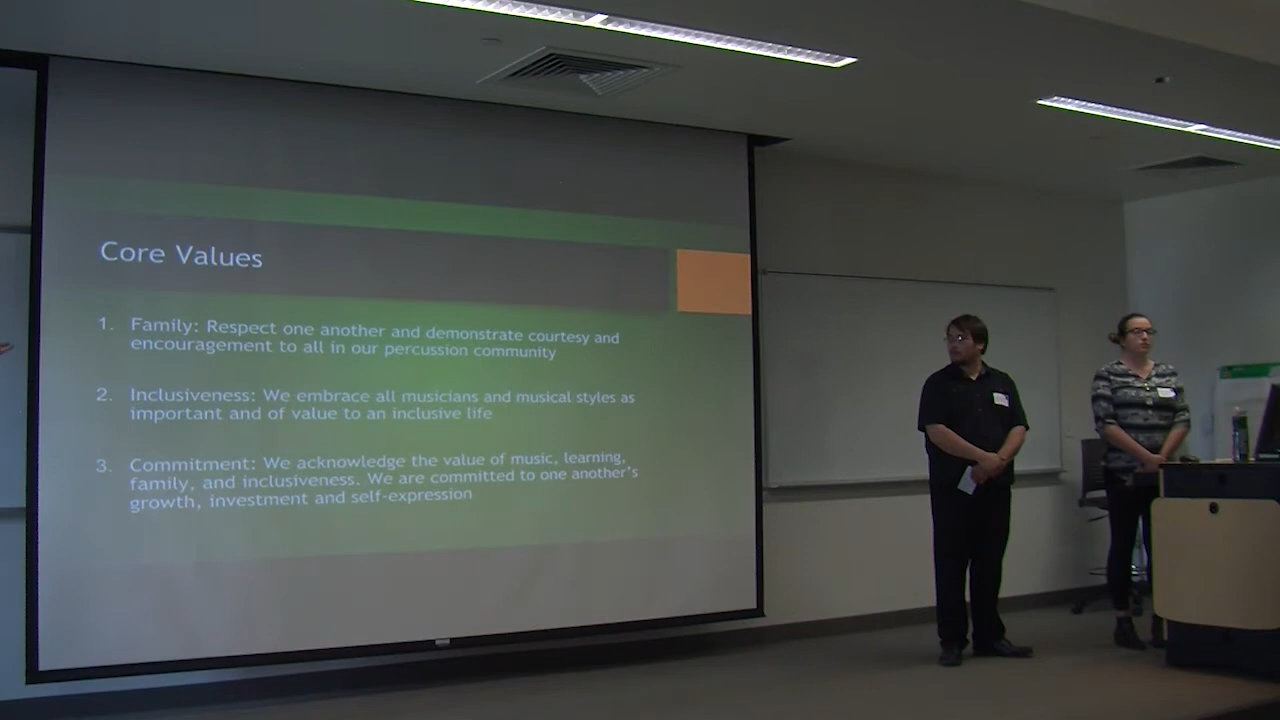 Core Values
1. Family: Respect one another and demonstrate courtesy and
encouragement to all in our percussion community
2. Inclusiveness: We embrace all musicians and musical styles as
important and of value to an inclusive life
3. Commitment: We acknowledge the value of music, learning,
family, and inclusiveness. We are committed to one another's
growth, investment and self-expression